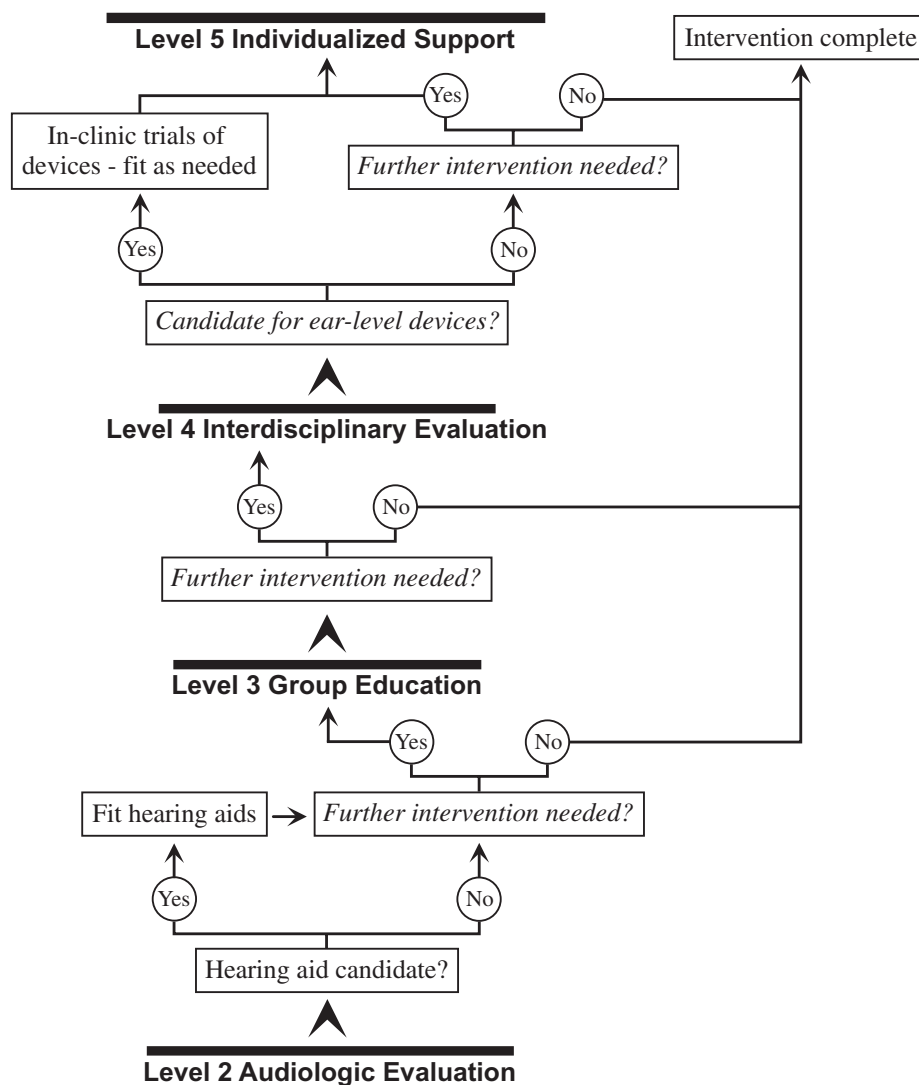 Level 5 Individualized Support
Intervention complete
Yes
No
In-clinic trials of
devices - fit as needed
Further intervention needed?
Yes
No
Candidate for ear-level devices?
Level 4 Interdisciplinary Evaluation
Yes
No
Further intervention needed?
Level 3 Group Education
Yes
No
Fit hearing aids
Further intervention needed?
Yes
No
Hearing aid candidate?
Level 2 Audiologic Evaluation